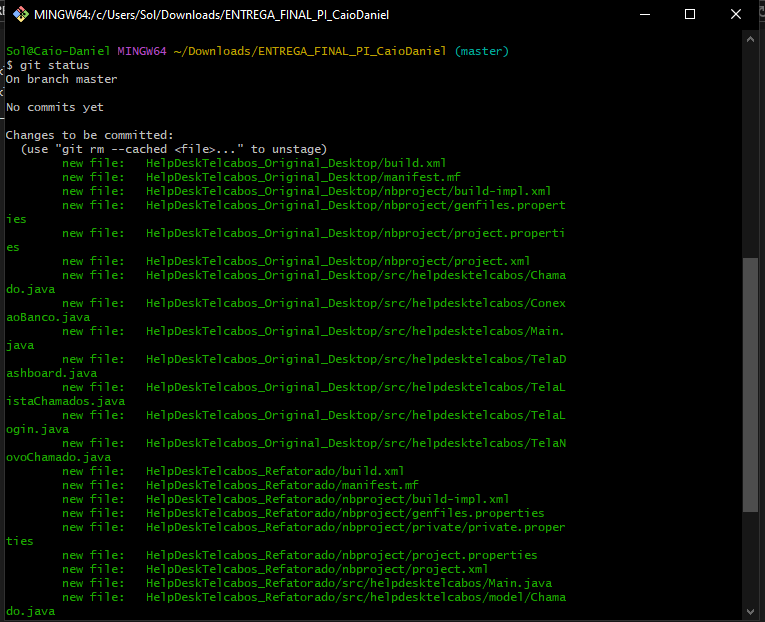 MINGW64:/c/Users/Sol/Downloads/ENTREGA_FINAL_PI_CaioDaniel
Sol@Caio-Daniel MINGW64 ~/Downloads/ENTREGA_FINAL_PI_CaioDaniel (master)
$ git status
On branch master
No commits yet
Changes to be committed:
(use "git rm --cached <file>..." to unstage)
new file: HelpDeskTelcabos_Original_Desktop/build.xml
new file: HelpDeskTelcabos_Original_Desktop/manifest.mf
new file: HelpDeskTelcabos_Original_Desktop/nbproject/build-impl.xml
new file: HelpDeskTelcabos_Original_Desktop/nbproject/genfiles.propert
ies
new file: HelpDeskTelcabos_Original_Desktop/nbproject/project.properti
es
new file: HelpDeskTelcabos_Original_Desktop/nbproject/project.xml
new file: HelpDeskTelcabos_Original_Desktop/src/helpdesktelcabos/Chama
do.java
new file: HelpDeskTelcabos_Original_Desktop/src/helpdesktelcabos/Conex
aoBanco.java
new file: HelpDeskTelcabos_Original_Desktop/src/helpdesktelcabos/Main.
java
new file: HelpDeskTelcabos_Original_Desktop/src/helpdesktelcabos/TelaD
ashboard.java
new file: HelpDeskTelcabos_Original_Desktop/src/helpdesktelcabos/TelaL
istaChamados.java
new file: HelpDeskTelcabos_Original_Desktop/src/helpdesktelcabos/TelaL
ogin.java
new file: HelpDeskTelcabos_Original_Desktop/src/helpdesktelcabos/TelaN
ovoChamado.java
new file: HelpDeskTelcabos_Refatorado/build.xml
new file: HelpDeskTelcabos_Refatorado/manifest.mf
new file: HelpDeskTelcabos_Refatorado/nbproject/build-impl.xml
new file: HelpDeskTelcabos_Refatorado/nbproject/genfiles.properties
new file: HelpDeskTelcabos_Refatorado/nbproject/private/private.proper
ties
new file: HelpDeskTelcabos_Refatorado/nbproject/project.properties
new file: HelpDeskTelcabos_Refatorado/nbproject/project.xml
new file: HelpDeskTelcabos_Refatorado/src/helpdesktelcabos/Main.java
new file: HelpDeskTelcabos_Refatorado/src/helpdesktelcabos/model/Chama
do.java